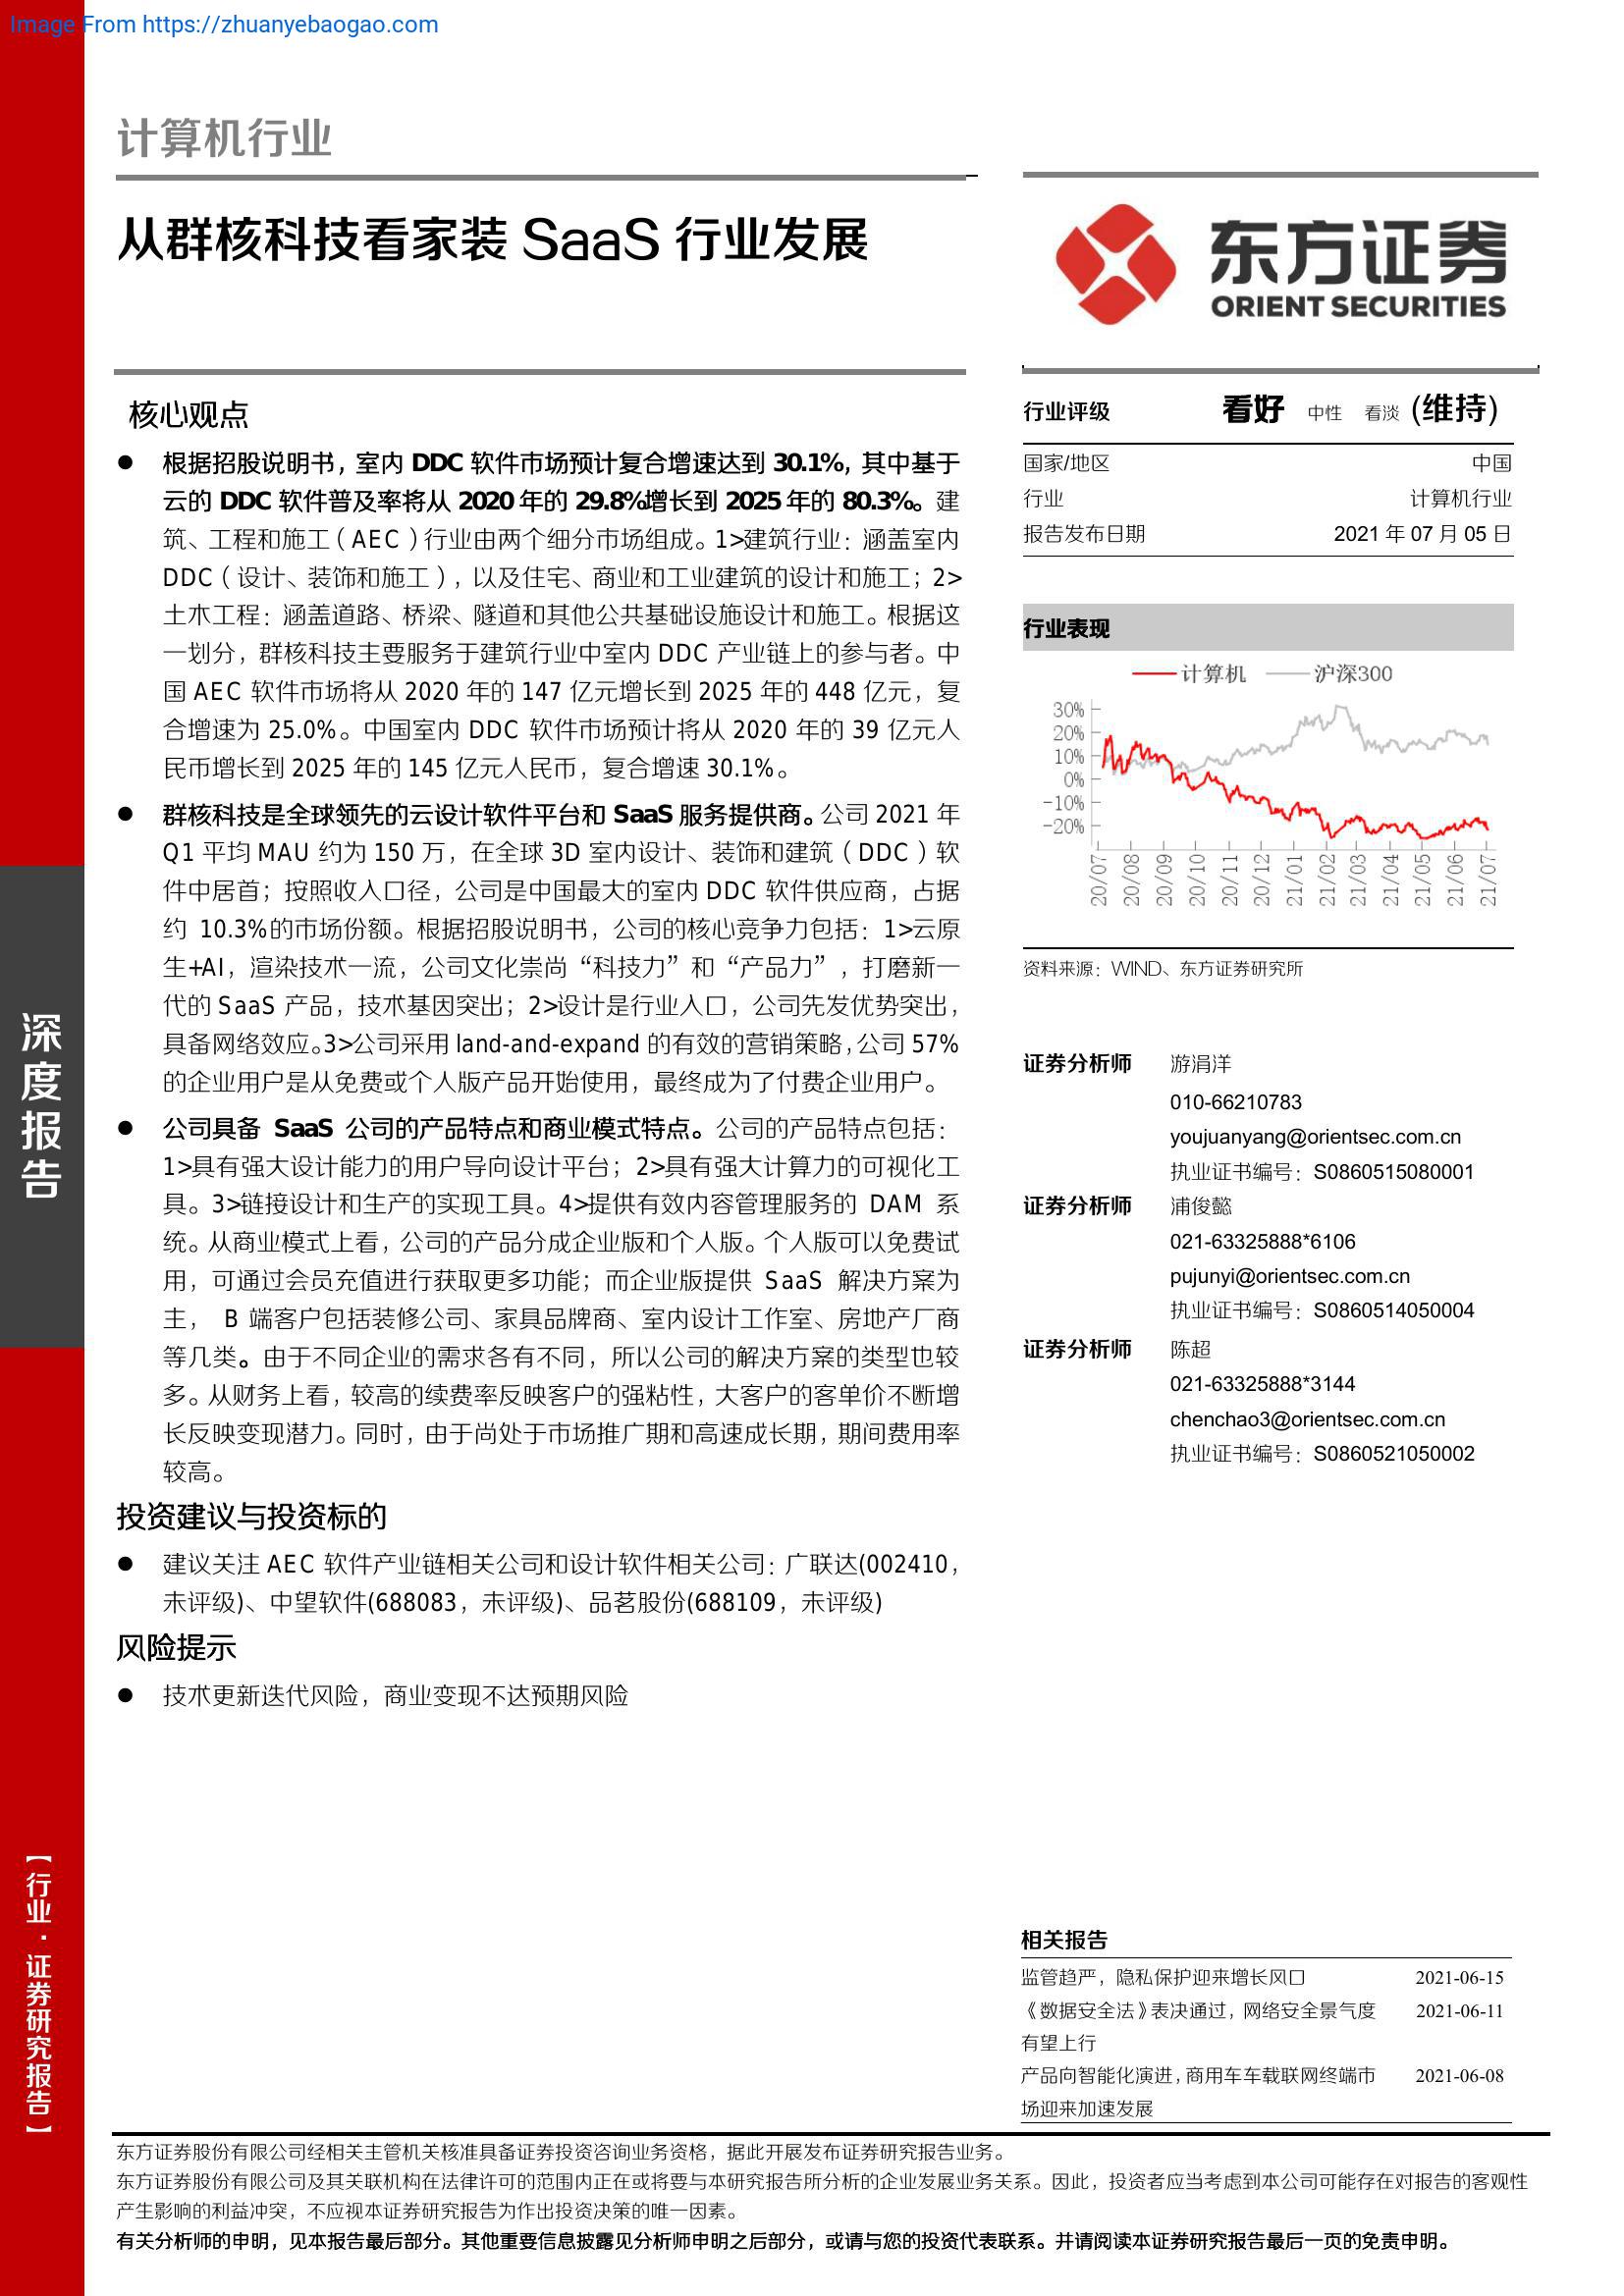 Image From https://zhuanyebaogao.com
计算机行业
从群核科技看家装 SaaS 行业发展
东方证券
ORIENT SECURITIES
核心观点
● 根据招股说明书，室内 DDC 软件市场预计复合增速达到 30.1%，其中基于
云的 DDC 软件普及率将从 2020 年的 29.8%增长到 2025 年的 80.3%。建
筑、工程和施工（AEC）行业由两个细分市场组成。1>建筑行业：涵盖室内
DDC（设计、装饰和施工），以及住宅、商业和工业建筑的设计和施工；2>
土木工程：涵盖道路、桥梁、隧道和其他公共基础设施设计和施工。根据这
一划分，群核科技主要服务于建筑行业中室内 DDC 产业链上的参与者。中
国 AEC 软件市场将从 2020 年的 147 亿元增长到 2025 年的 448 亿元，复
合增速为 25.0%。中国室内 DDC 软件市场预计将从 2020 年的 39 亿元人
民币增长到 2025 年的 145 亿元人民币，复合增速 30.1%。
● 群核科技是全球领先的云设计软件平台和 SaaS 服务提供商。公司 2021 年
Q1 平均 MAU 约为 150 万，在全球 3D 室内设计、装饰和建筑（DDC）软
件中居首；按照收入口径，公司是中国最大的室内 DDC 软件供应商，占据
约 10.3%的市场份额。根据招股说明书，公司的核心竞争力包括：1>云原
生+AI，渲染技术一流，公司文化崇尚“科技力”和“产品力”，打磨新一
代的 SaaS 产品，技术基因突出；2>设计是行业入口，公司先发优势突出，
具备网络效应。3>公司采用 land-and-expand 的有效的营销策略，公司 57%
的企业用户是从免费或个人版产品开始使用，最终成为了付费企业用户。
● 公司具备 SaaS 公司的产品特点和商业模式特点。公司的产品特点包括：
1>具有强大设计能力的用户导向设计平台；2>具有强大计算力的可视化工
具。3>链接设计和生产的实现工具。4>提供有效内容管理服务的 DAM 系
统。从商业模式上看，公司的产品分成企业版和个人版。个人版可以免费试
用，可通过会员充值进行获取更多功能；而企业版提供 SaaS 解决方案为
主， B 端客户包括装修公司、家具品牌商、室内设计工作室、房地产厂商
等几类。由于不同企业的需求各有不同，所以公司的解决方案的类型也较
多。从财务上看，较高的续费率反映客户的强粘性，大客户的客单价不断增
长反映变现潜力。同时，由于尚处于市场推广期和高速成长期，期间费用率
较高。
投资建议与投资标的
● 建议关注 AEC 软件产业链相关公司和设计软件相关公司：广联达(002410，
未评级)、中望软件(688083，未评级)、品茗股份(688109，未评级)
风险提示
● 技术更新迭代风险，商业变现不达预期风险
行业评级 看好 中性 看淡 (维持)
国家/地区 中国
行业 计算机行业
报告发布日期 2021 年 07 月 05 日
行业表现
计算机 沪深300
30%
20%
10%
0%
-10%
-20%
20/07 20/08 20/09 20/10 20/11 20/12 21/01 21/02 21/03 21/04 21/05 21/06 21/07
资料来源：WIND、东方证券研究所
证券分析师 游涓洋
010-66210783
youjuanyang@orientsec.com.cn
执业证书编号：S0860515080001
证券分析师 浦俊懿
021-63325888*6106
pujunyi@orientsec.com.cn
执业证书编号：S0860514050004
证券分析师 陈超
021-63325888*3144
chenchao3@orientsec.com.cn
执业证书编号：S0860521050002
相关报告
监管趋严，隐私保护迎来增长风口 2021-06-15
《数据安全法》表决通过，网络安全景气度 2021-06-11
有望上行
产品向智能化演进，商用车车载联网终端市 2021-06-08
场迎来加速发展
深度报告
【行业·证券研究报告】
东方证券股份有限公司经相关主管机关核准具备证券投资咨询业务资格，据此开展发布证券研究报告业务。
东方证券股份有限公司及其关联机构在法律许可的范围内正在或将要与本研究报告所分析的企业发展业务关系。因此，投资者应当考虑到本公司可能存在对报告的客观性
产生影响的利益冲突，不应视本证券研究报告为作出投资决策的唯一因素。
有关分析师的申明，见本报告最后部分。其他重要信息披露见分析师申明之后部分，或请与您的投资代表联系。并请阅读本证券研究报告最后一页的免责申明。